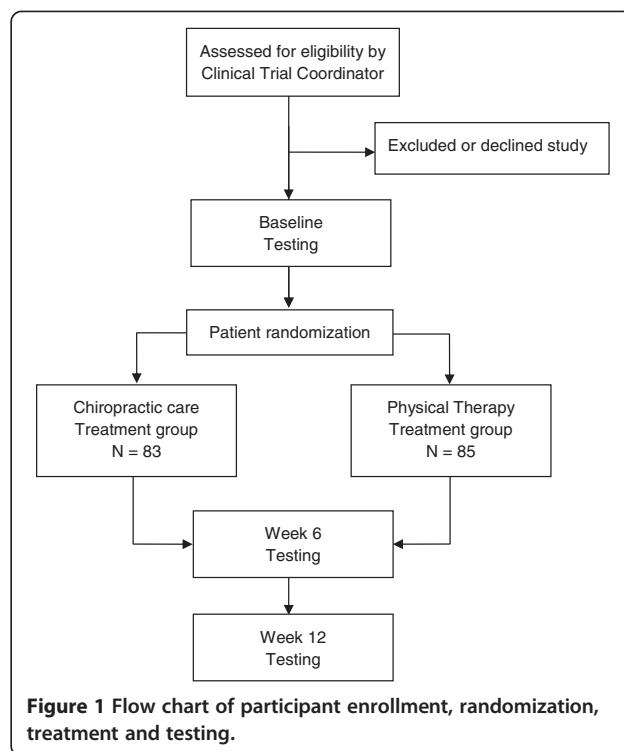 Assessed for eligibility by
Clinical Trial Coordinator
Excluded or declined study
Baseline
Testing
Patient randomization
Chiropractic care
Treatment group
N = 83
Physical Therapy
Treatment group
N = 85
Week 6
Testing
Week 12
Testing
Figure 1 Flow chart of participant enrollment, randomization,
treatment and testing.